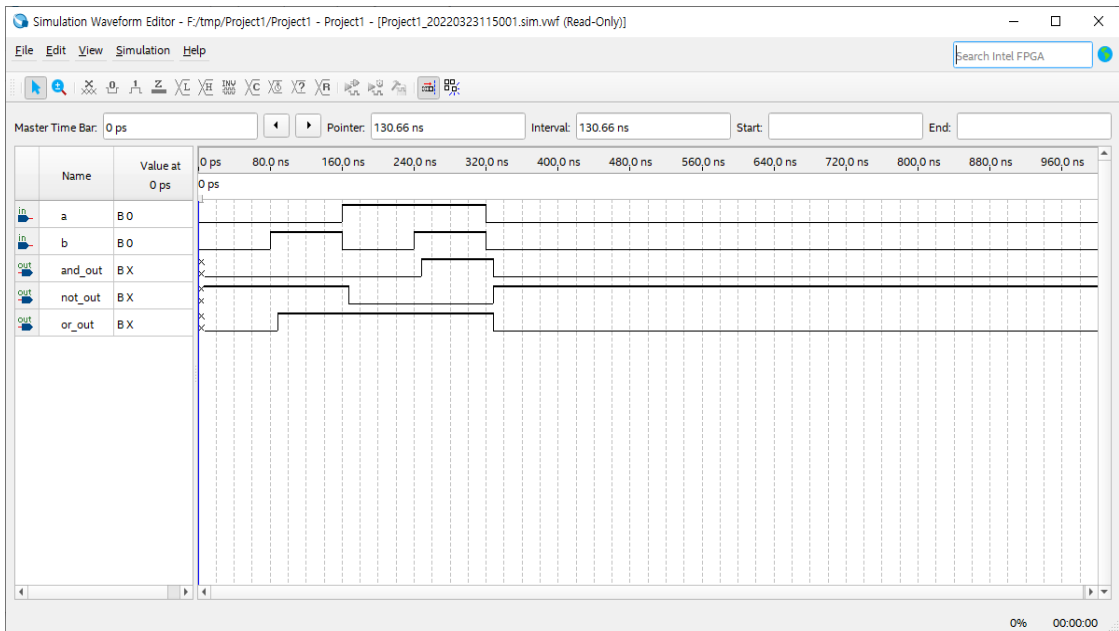 Simulation Waveform Editor - F:/tmp/Project1/Project1 - Project1 - [Project1_20220323115001.sim.vwf (Read-Only)]
File Edit View Simulation Help
Search Intel FPGA
Master Time Bar: 0 ps Pointer: 130.66 ns Interval: 130.66 ns Start: End:
Name
Value at
0 ps
0 ps 80.0 ns 160.0 ns 240.0 ns 320.0 ns 400.0 ns 480.0 ns 560.0 ns 640.0 ns 720.0 ns 800.0 ns 880.0 ns 960.0 ns
0 ps
in a B 0
in b B 0
out and_out B X
out not_out B X
out or_out B X
0% 00:00:00